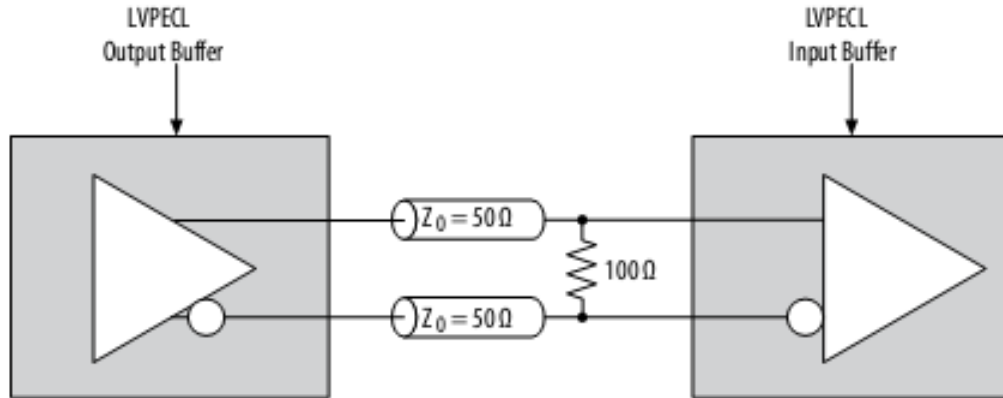 LVPECL
Output Buffer
LVPECL
Input Buffer
Z0 = 50 Ω
100 Ω
Z0 = 50 Ω